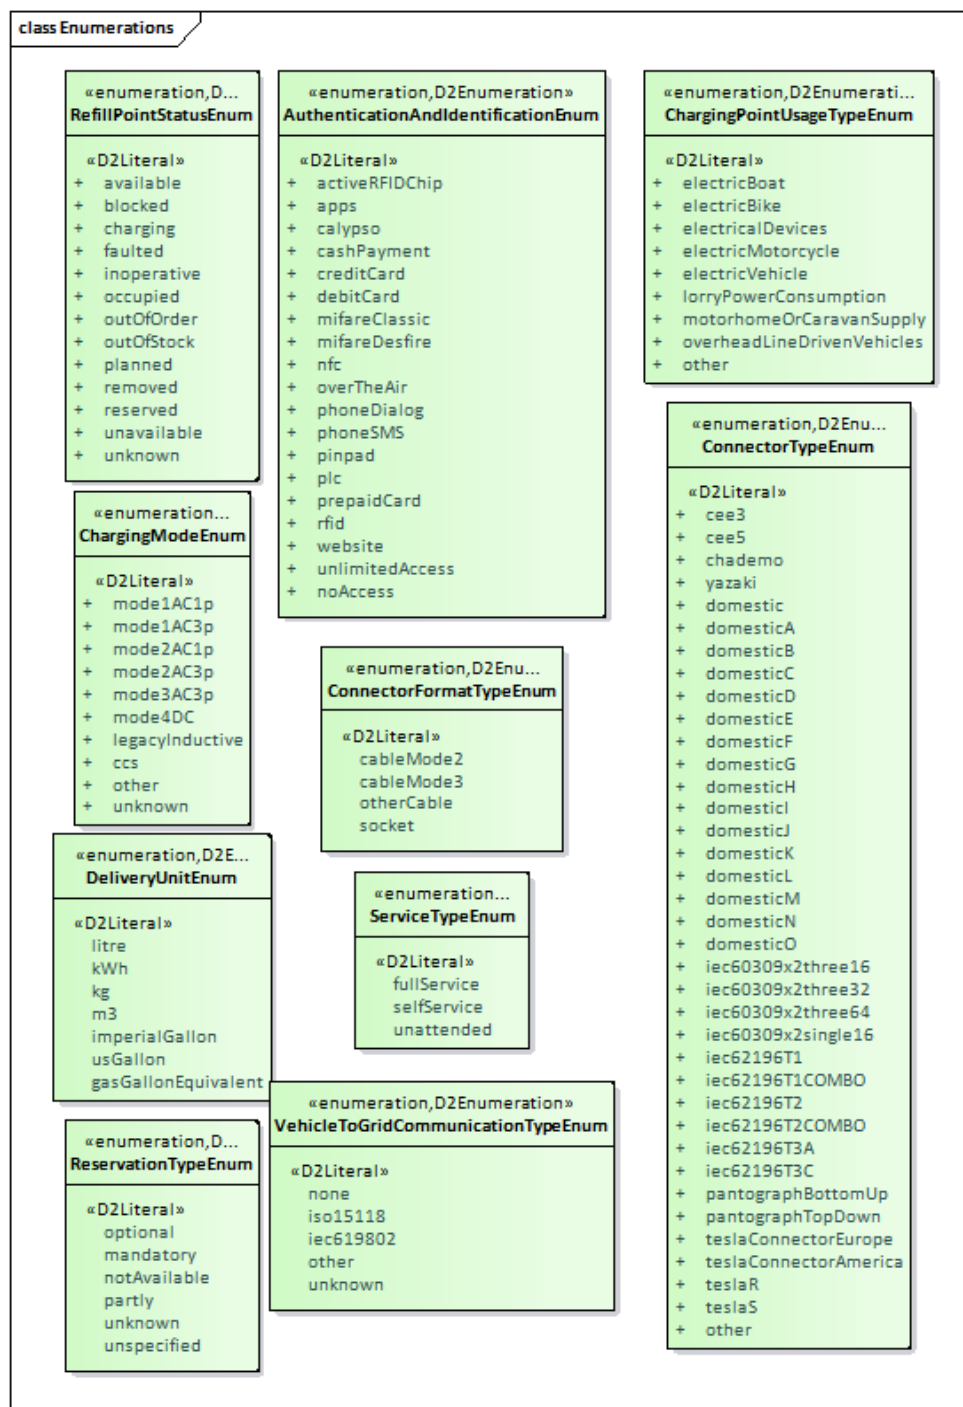 class Enumerations
«enumeration,D...
RefillPointStatusEnum
«D2Literal»
+ available
+ blocked
+ charging
+ faulted
+ inoperative
+ occupied
+ outOfOrder
+ outOfStock
+ planned
+ removed
+ reserved
+ unavailable
+ unknown
«enumeration,D2Enumeration»
AuthenticationAndIdentificationEnum
«D2Literal»
+ activeRFIDChip
+ apps
+ calypso
+ cashPayment
+ creditCard
+ debitCard
+ mifareClassic
+ mifareDesfire
+ nfc
+ overTheAir
+ phoneDialog
+ phoneSMS
+ pinpad
+ plc
+ prepaidCard
+ rfid
+ website
+ unlimitedAccess
+ noAccess
«enumeration,D2Enumerati...
ChargingPointUsageTypeEnum
«D2Literal»
+ electricBoat
+ electricBike
+ electricalDevices
+ electricMotorcycle
+ electricVehicle
+ lorryPowerConsumption
+ motorhomeOrCaravanSupply
+ overheadLineDrivenVehicles
+ other
«enumeration...
ChargingModeEnum
«D2Literal»
+ mode1AC1p
+ mode1AC3p
+ mode2AC1p
+ mode2AC3p
+ mode3AC3p
+ mode4DC
+ legacyInductive
+ ccs
+ other
+ unknown
«enumeration,D2Enu...
ConnectorFormatTypeEnum
«D2Literal»
cableMode2
cableMode3
otherCable
socket
«enumeration,D2Enu...
ConnectorTypeEnum
«D2Literal»
+ cee3
+ cee5
+ chademo
+ yazaki
+ domestic
+ domesticA
+ domesticB
+ domesticC
+ domesticD
+ domesticE
+ domesticF
+ domesticG
+ domesticH
+ domesticI
+ domesticJ
+ domesticK
+ domesticL
+ domesticM
+ domesticN
+ domesticO
+ iec60309x2three16
+ iec60309x2three32
+ iec60309x2three64
+ iec60309x2single16
+ iec62196T1
+ iec62196T1COMBO
+ iec62196T2
+ iec62196T2COMBO
+ iec62196T3A
+ iec62196T3C
+ pantographBottomUp
+ pantographTopDown
+ teslaConnectorEurope
+ teslaConnectorAmerica
+ teslaR
+ teslaS
+ other
«enumeration,D2E...
DeliveryUnitEnum
«D2Literal»
litre
kWh
kg
m3
imperialGallon
usGallon
gasGallonEquivalent
«enumeration...
ServiceTypeEnum
«D2Literal»
fullService
selfService
unattended
«enumeration,D...
ReservationTypeEnum
«D2Literal»
optional
mandatory
notAvailable
partly
unknown
unspecified
«enumeration,D2Enumeration»
VehicleToGridCommunicationTypeEnum
«D2Literal»
none
iso15118
iec619802
other
unknown